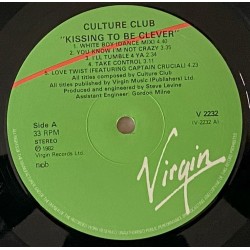 CULTURE CLUB
"KISSING TO BE CLEVER"
1. WHITE BOY (DANCE MIX) 4.40
2. YOU KNOW I'M NOT CRAZY 3.35
3. I'LL TUMBLE 4 YA 2.32
4. TAKE CONTROL 3.11
5. LOVE TWIST (FEATURING CAPTAIN CRUCIAL) 4.23
All titles composed by Culture Club
All titles published by Virgin Music (Publishers) Ltd.
Produced and engineered by Steve Levine
Assistant Engineer: Gordon Milne
Side A
33 RPM
STEREO
℗ 1982
Virgin Records Ltd.
ncb
V 2232
(V 2232 A)
Virgin